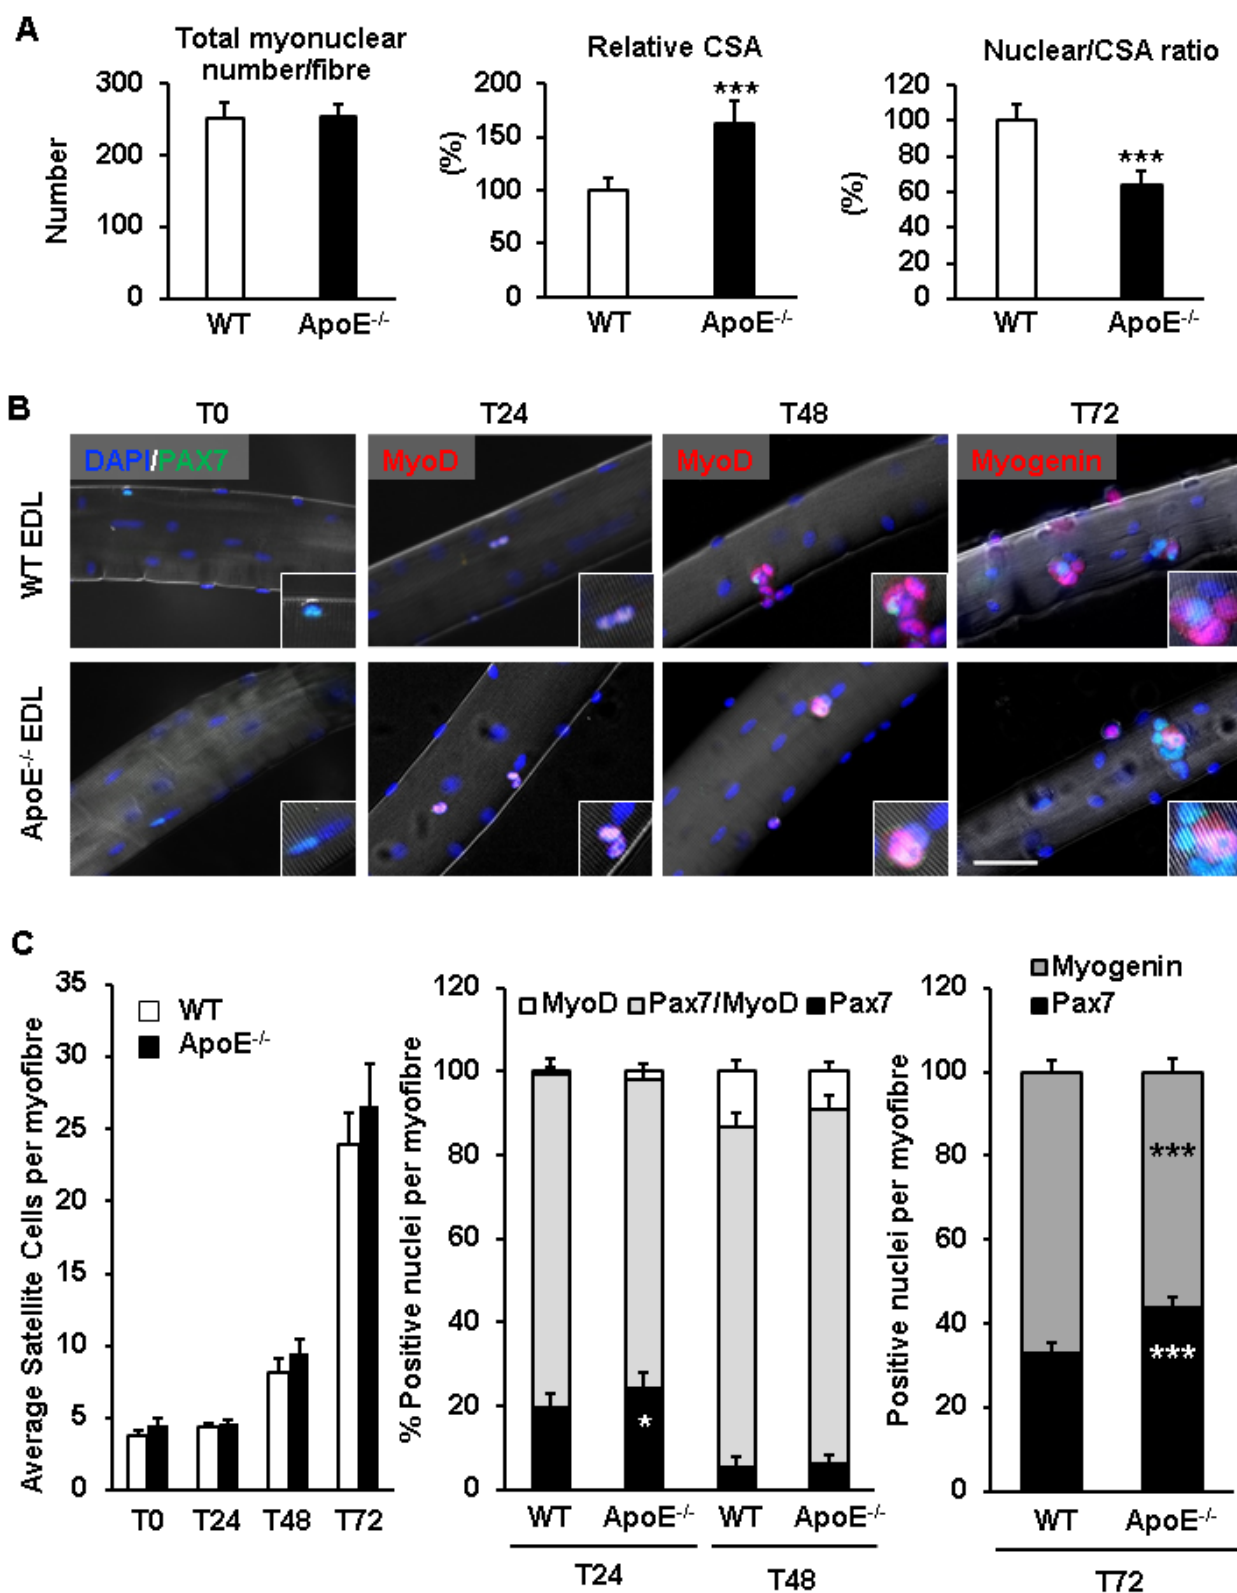 A
Total myonuclear
number/fibre
Relative CSA
Nuclear/CSA ratio
Number
300
200
100
0
WT
ApoE-/-
(%)
200
150
100
50
0
***
WT
ApoE-/-
(%)
120
100
80
60
40
20
0
***
WT
ApoE-/-
B
T0
T24
T48
T72
WT EDL
DAPI/PAX7
MyoD
MyoD
Myogenin
ApoE-/- EDL
C
Average Satellite Cells per myofibre
35
30
25
20
15
10
5
0
WT
ApoE-/-
T0
T24
T48
T72
% Positive nuclei per myofibre
120
100
80
60
40
20
0
MyoD
Pax7/MyoD
Pax7
*
WT
ApoE-/-
WT
ApoE-/-
T24
T48
Myogenin
Pax7
Positive nuclei per myofibre
120
100
80
60
40
20
0
***
***
WT
ApoE-/-
T72